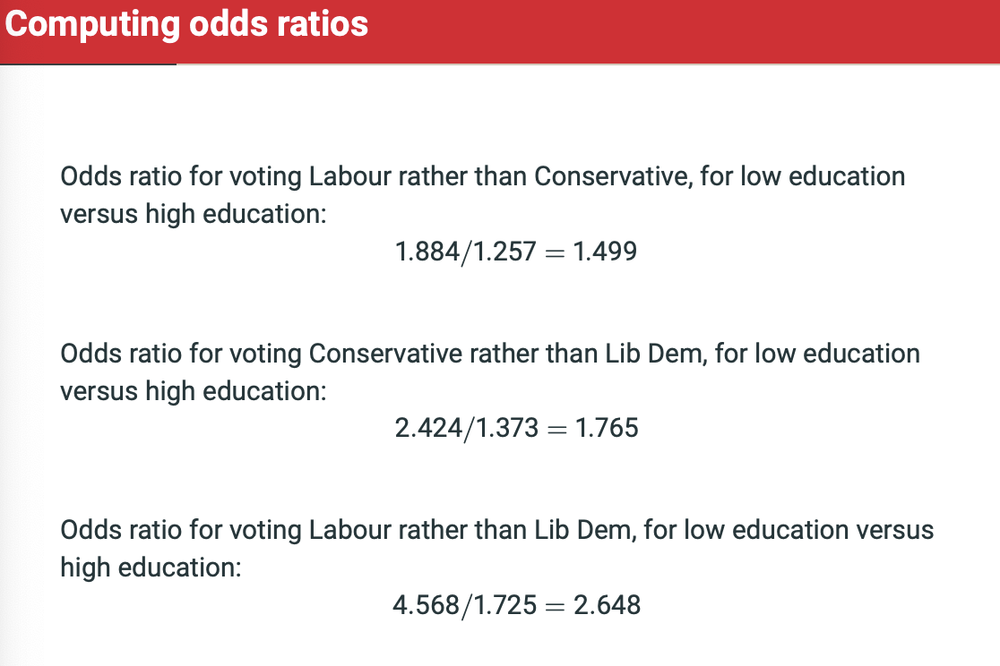 Computing odds ratios
Odds ratio for voting Labour rather than Conservative, for low education
versus high education:
1.884/1.257 = 1.499
Odds ratio for voting Conservative rather than Lib Dem, for low education
versus high education:
2.424/1.373 = 1.765
Odds ratio for voting Labour rather than Lib Dem, for low education versus
high education:
4.568/1.725 = 2.648